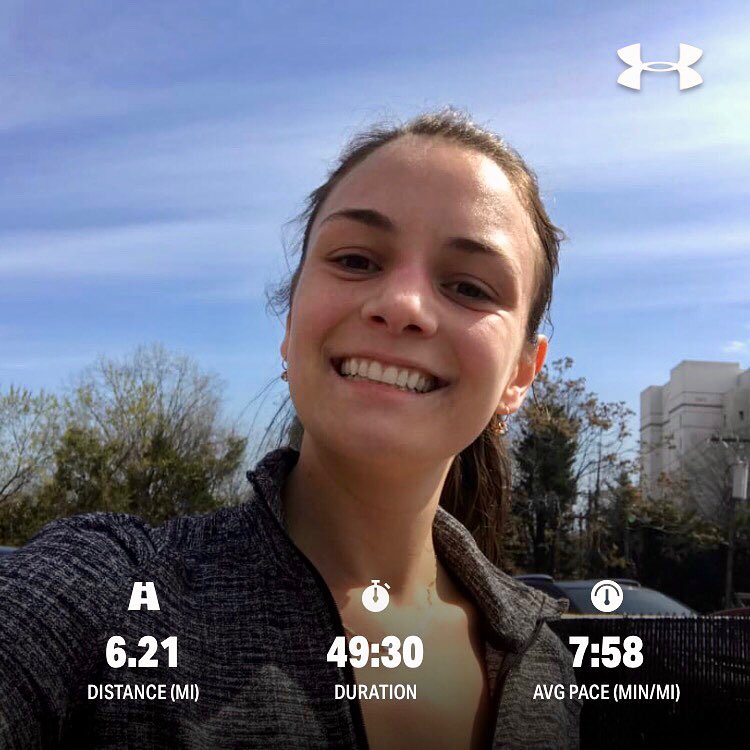 6.21
49:30
7:58
DISTANCE (MI)
DURATION
AVG PACE (MIN/MI)